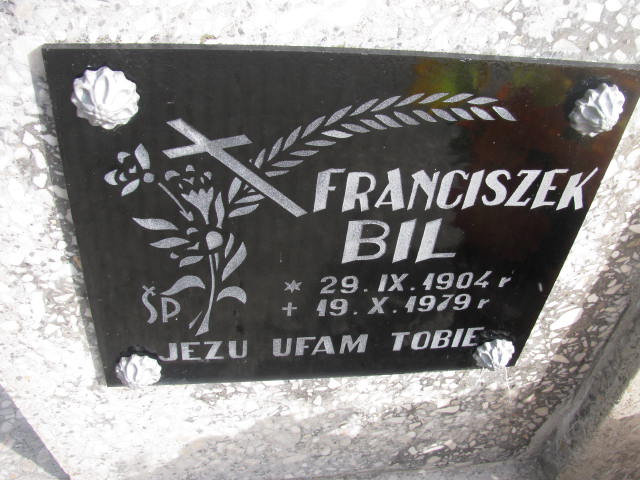 FRANCISZEK
BIL
* 29. IX. 1904 r
+ 19. X. 1979 r
ŚP.
JEZU UFAM TOBIE